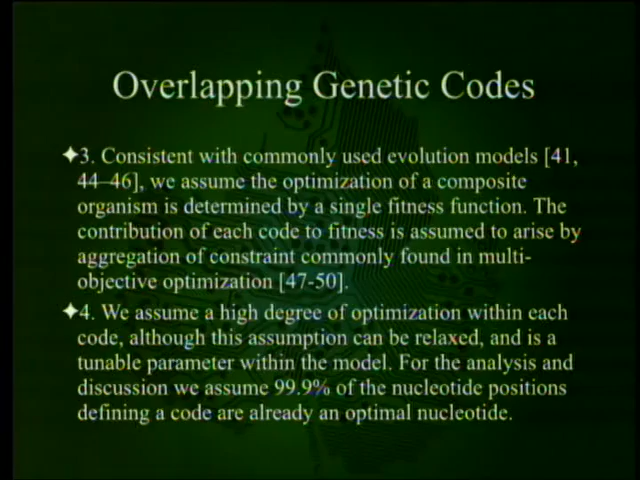 Overlapping Genetic Codes
✦3. Consistent with commonly used evolution models [41,
44–46], we assume the optimization of a composite
organism is determined by a single fitness function. The
contribution of each code to fitness is assumed to arise by
aggregation of constraint commonly found in multi-
objective optimization [47-50].
✦4. We assume a high degree of optimization within each
code, although this assumption can be relaxed, and is a
tunable parameter within the model. For the analysis and
discussion we assume 99.9% of the nucleotide positions
defining a code are already an optimal nucleotide.